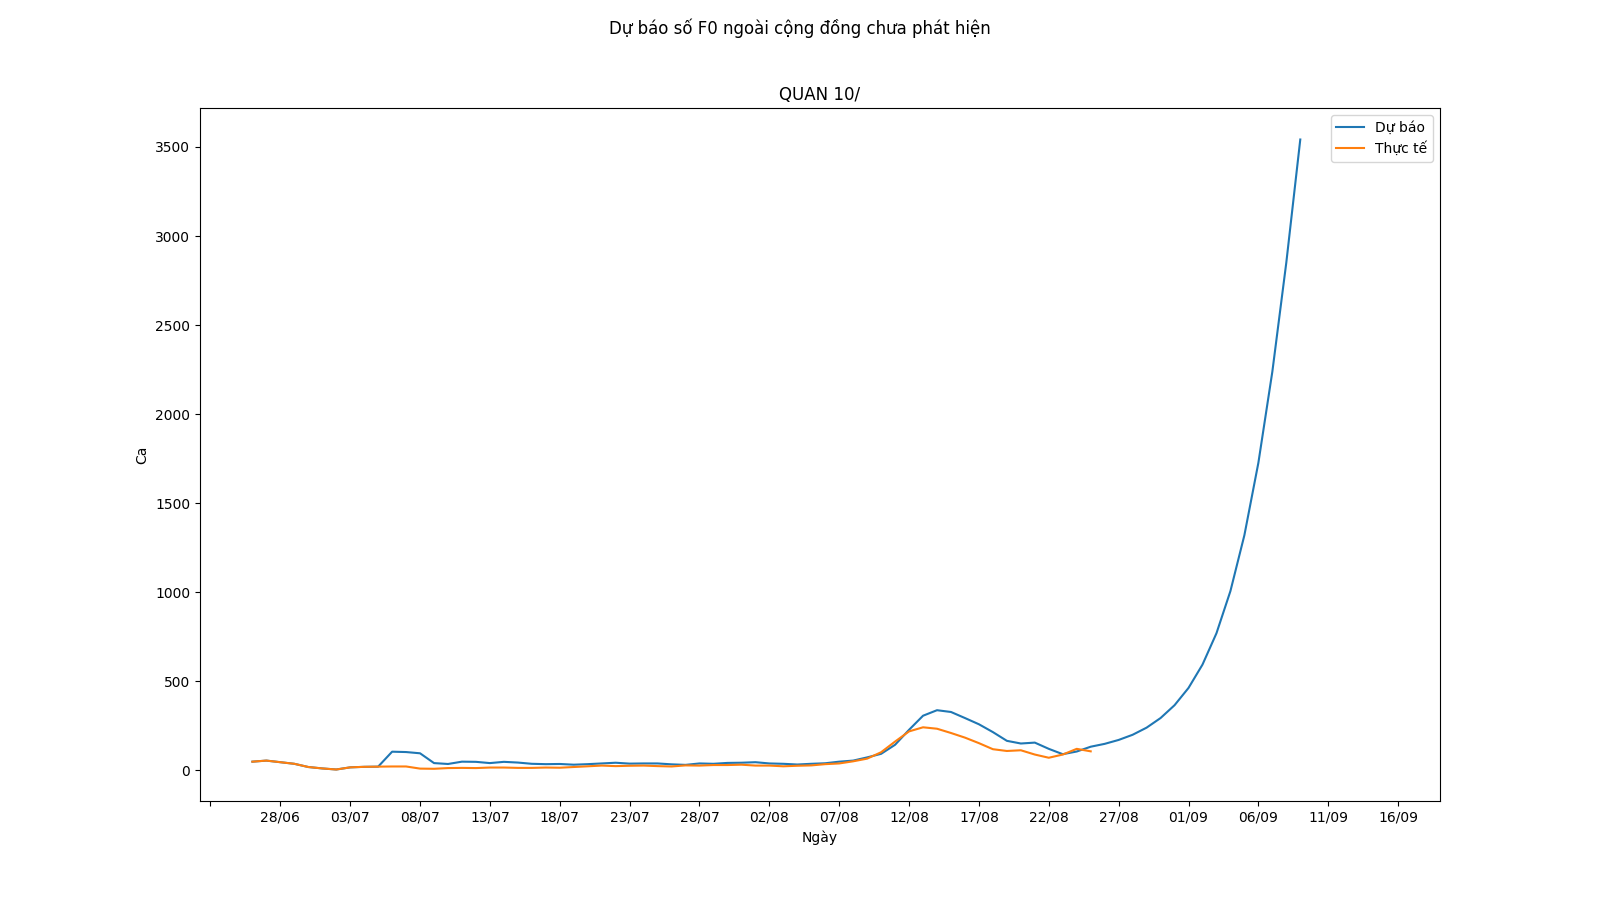 Dự báo số F0 ngoài cộng đồng chưa phát hiện
QUAN 10/
Dự báo
Thực tế
3500
3000
2500
2000
1500
1000
500
0
Ca
28/06 03/07 08/07 13/07 18/07 23/07 28/07 02/08 07/08 12/08 17/08 22/08 27/08 01/09 06/09 11/09 16/09
Ngày